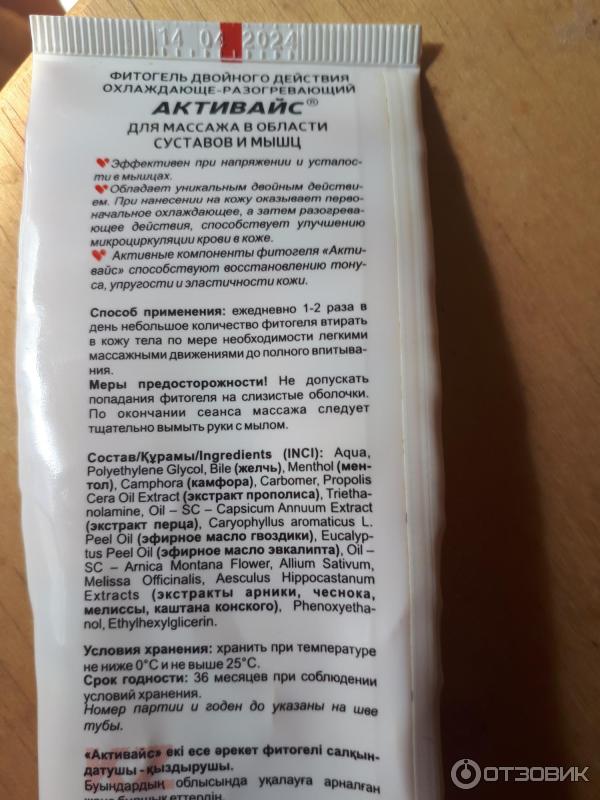 14 04 2024
ФИТОГЕЛЬ ДВОЙНОГО ДЕЙСТВИЯ
ОХЛАЖДАЮЩЕ-РАЗОГРЕВАЮЩИЙ
АКТИВАЙС®
ДЛЯ МАССАЖА В ОБЛАСТИ
СУСТАВОВ И МЫШЦ
Эффективен при напряжении и усталос-
ти в мышцах.
Обладает уникальным двойным действи-
ем. При нанесении на кожу оказывает перво-
начальное охлаждающее, а затем разогрева-
ющее действия, способствует улучшению
микроциркуляции крови в коже.
Активные компоненты фитогеля «Акти-
вайс» способствуют восстановлению тону-
са, упругости и эластичности кожи.
Способ применения: ежедневно 1-2 раза в
день небольшое количество фитогеля втирать
в кожу тела по мере необходимости легкими
массажными движениями до полного впитыва-
ния.
Меры предосторожности! Не допускать
попадания фитогеля на слизистые оболочки.
По окончании сеанса массажа следует
тщательно вымыть руки с мылом.
Состав/Құрамы/Ingredients (INCI): Aqua,
Polyethylene Glycol, Bile (желчь), Menthol (мен-
тол), Camphora (камфора), Carbomer, Propolis
Cera Oil Extract (экстракт прополиса), Trietha-
nolamine, Oil – SC – Capsicum Annuum Extract
(экстракт перца), Caryophyllus aromaticus L.
Peel Oil (эфирное масло гвоздики), Eucalyp-
tus Peel Oil (эфирное масло эвкалипта), Oil –
SC – Arnica Montana Flower, Allium Sativum,
Melissa Officinalis, Aesculus Hippocastanum
Extracts (экстракты арники, чеснока,
мелиссы, каштана конского), Phenoxyetha-
nol, Ethylhexylglicerin.
Условия хранения: хранить при температуре
не ниже 0°С и не выше 25°С.
Срок годности: 36 месяцев при соблюдении
условий хранения.
Номер партии и годен до указаны на шве
тубы.
«Активайс» екі есе әрекет фитогелі салқын-
датушы - қыздырушы.
Буындардың облысында уқалауға арналған
және бұлшық еттердің
ОТЗОВИК